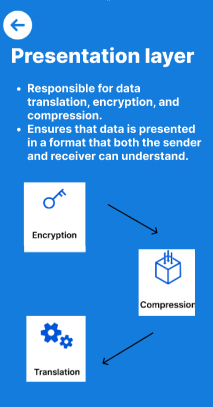 Presentation layer
• Responsible for data
translation, encryption, and
compression.
• Ensures that data is presented
in a format that both the sender
and receiver can understand.
Encryption
Compression
Translation